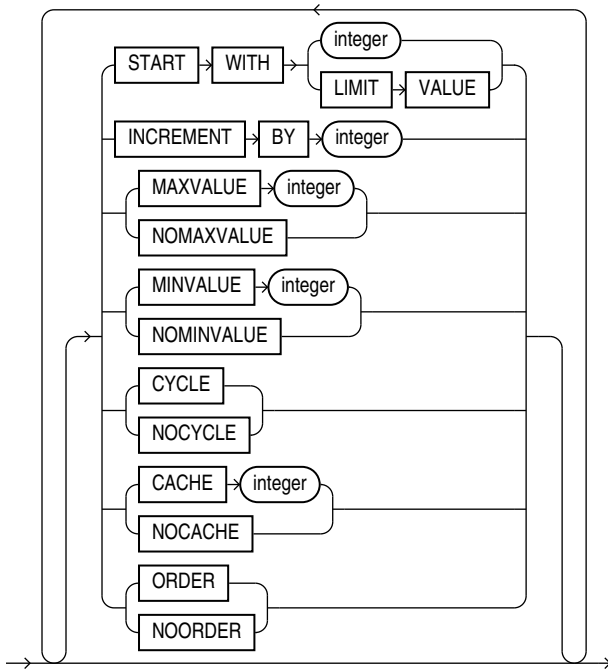 integer
START WITH
LIMIT VALUE
INCREMENT BY integer
MAXVALUE integer
NOMAXVALUE
MINVALUE integer
NOMINVALUE
CYCLE
NOCYCLE
CACHE integer
NOCACHE
ORDER
NOORDER